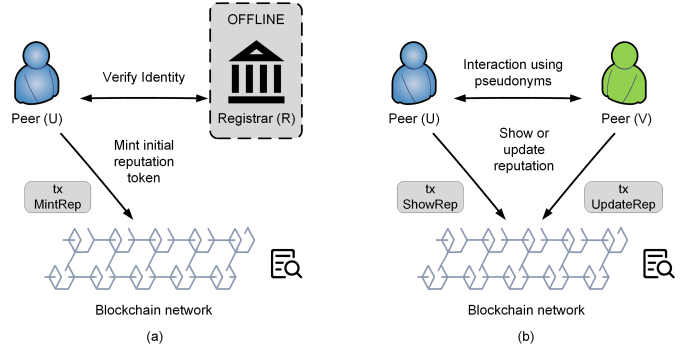 OFFLINE
Verify Identity
Peer (U)
Registrar (R)
Mint initial
reputation
token
tx
MintRep
Blockchain network
(a)
Interaction using
pseudonyms
Peer (U)
Peer (V)
Show or
update
reputation
tx
ShowRep
tx
UpdateRep
Blockchain network
(b)